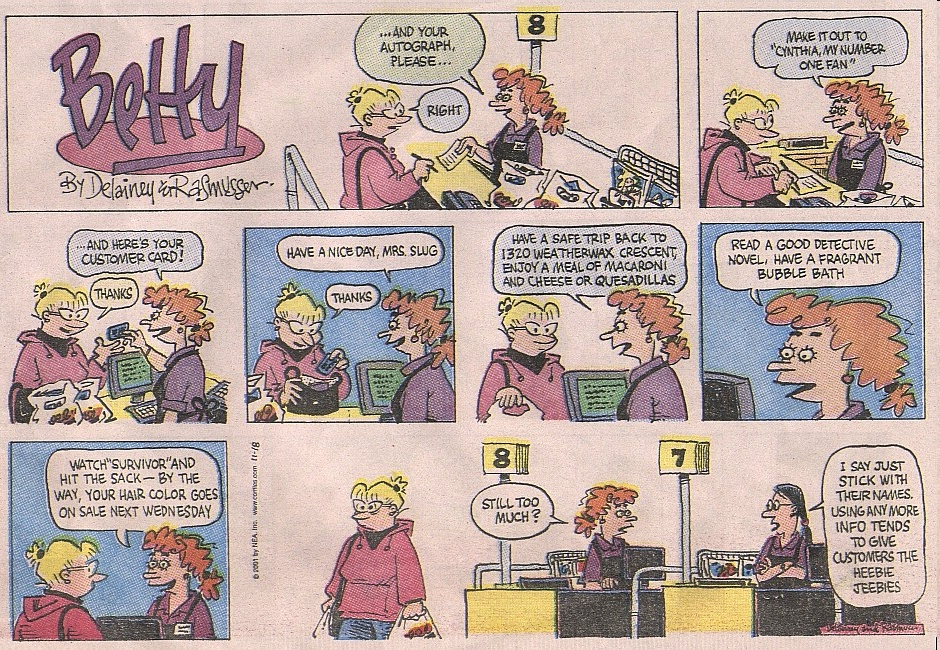 Betty
By Delainey & Rasmussen.
...AND YOUR
AUTOGRAPH,
PLEASE...
RIGHT
8
MAKE IT OUT TO
"CYNTHIA, MY NUMBER
ONE FAN"
...AND HERE'S YOUR
CUSTOMER CARD!
THANKS
HAVE A NICE DAY, MRS. SLUG
THANKS
HAVE A SAFE TRIP BACK TO
1320 WEATHERWAX CRESCENT,
ENJOY A MEAL OF MACARONI
AND CHEESE OR QUESADILLAS
READ A GOOD DETECTIVE
NOVEL, HAVE A FRAGRANT
BUBBLE BATH
WATCH "SURVIVOR" AND
HIT THE SACK — BY THE
WAY, YOUR HAIR COLOR GOES
ON SALE NEXT WEDNESDAY
© 2001 by NEA, Inc. www.comics.com 11-18
8
STILL TOO
MUCH?
7
I SAY JUST
STICK WITH
THEIR NAMES.
USING ANY MORE
INFO TENDS
TO GIVE
CUSTOMERS THE
HEEBIE
JEEBIES
Delainey and Rasmussen